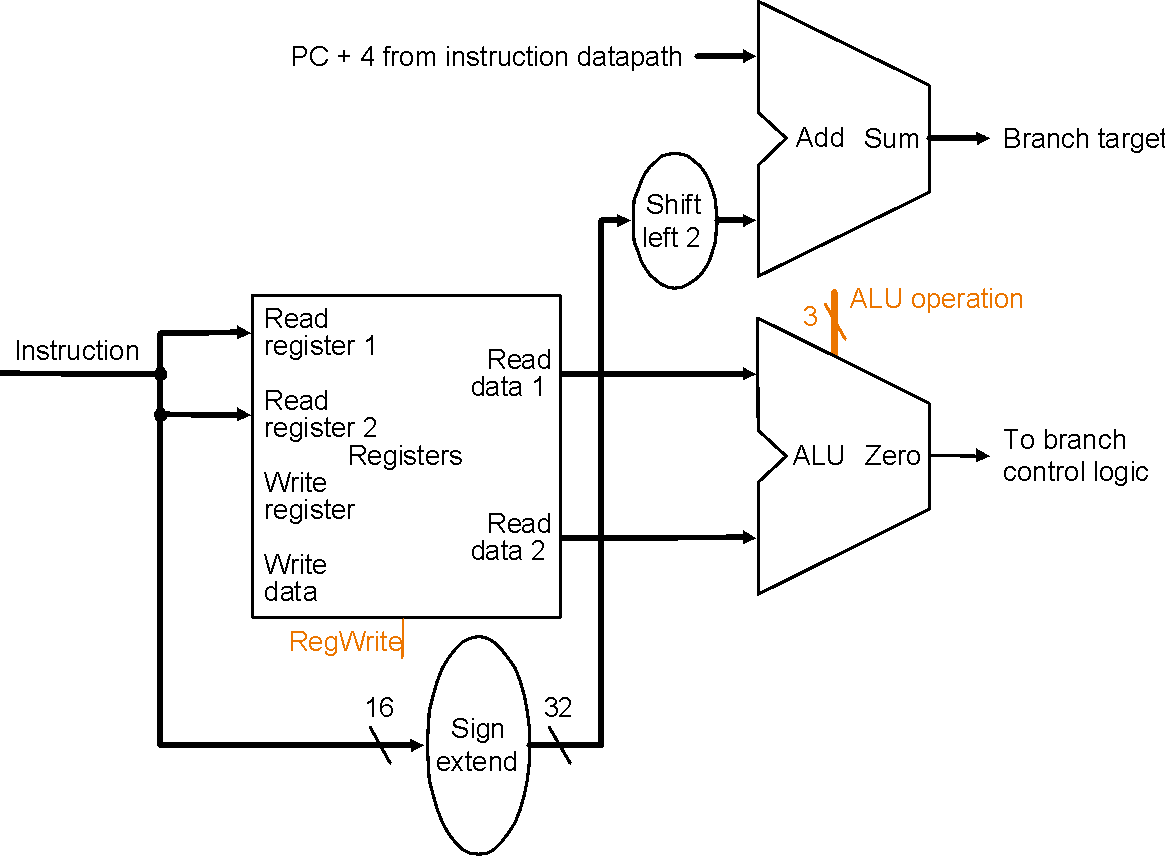 PC + 4 from instruction datapath
Add Sum
Branch target
Shift
left 2
ALU operation
3
Instruction
Read
register 1
Read
data 1
Read
register 2
Registers
ALU Zero
To branch
control logic
Write
register
Read
data 2
Write
data
RegWrite
16
32
Sign
extend